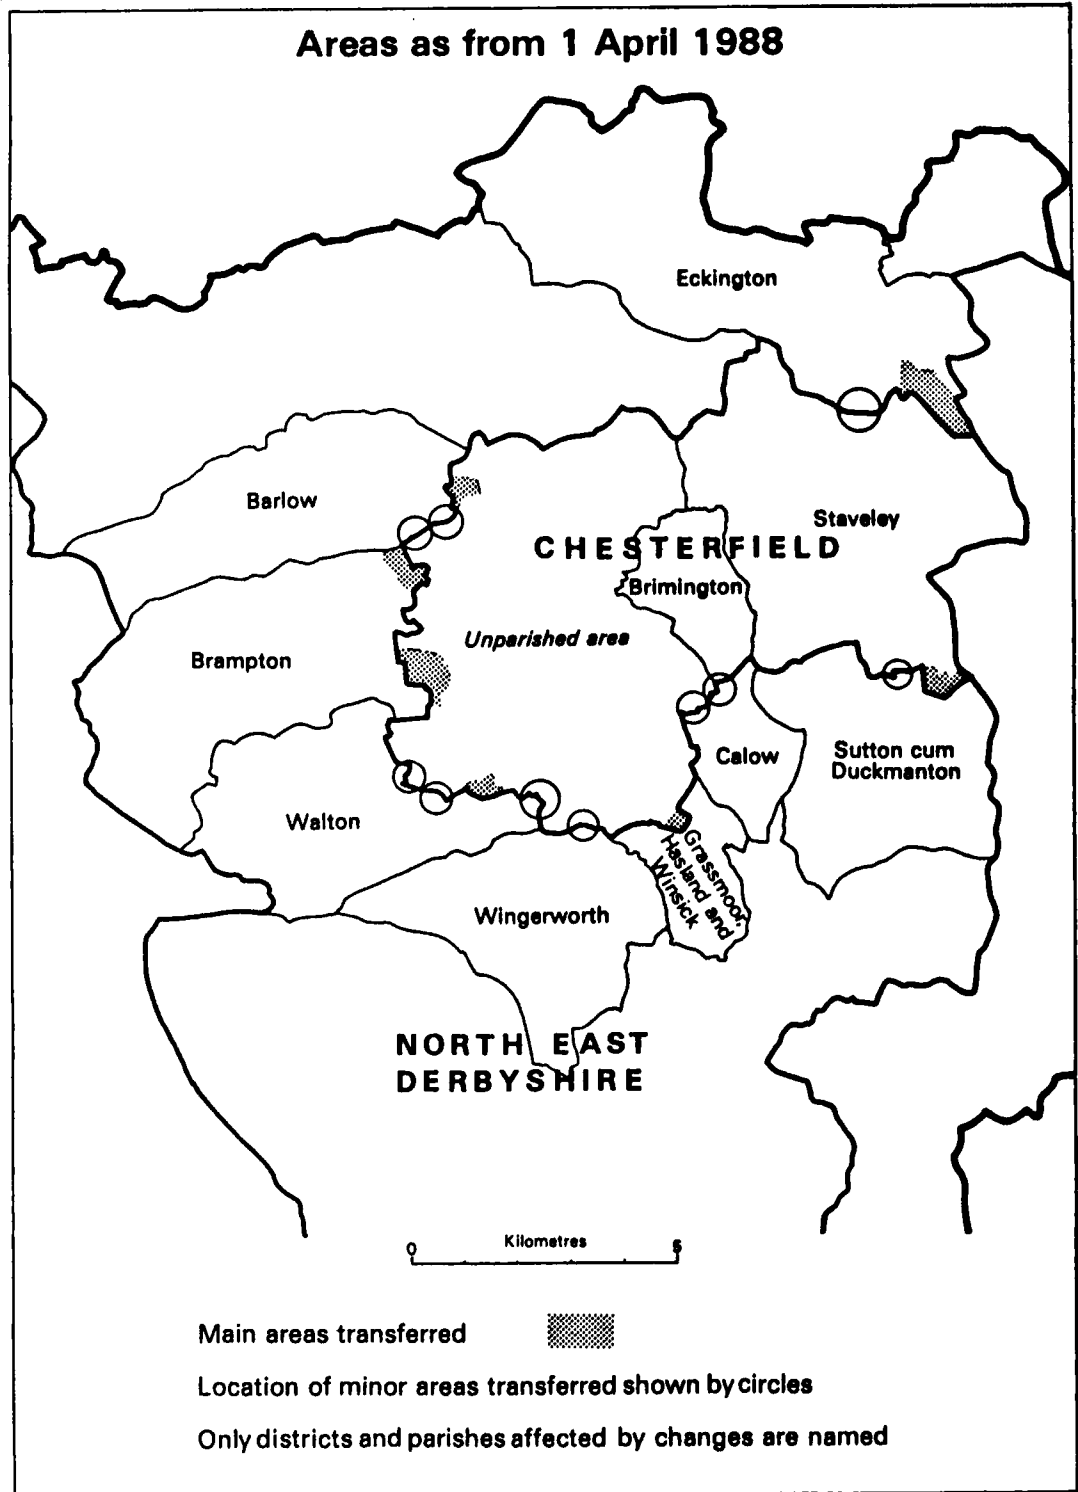 Areas as from 1 April 1988
Eckington
Barlow
Staveley
CHESTERFIELD
Brimington
Unparished area
Brampton
Calow
Sutton cum
Duckmanton
Walton
Grassmoor,
Hasland and
Winsick
Wingerworth
NORTH EAST
DERBYSHIRE
0 Kilometres 5
Main areas transferred
Location of minor areas transferred shown by circles
Only districts and parishes affected by changes are named